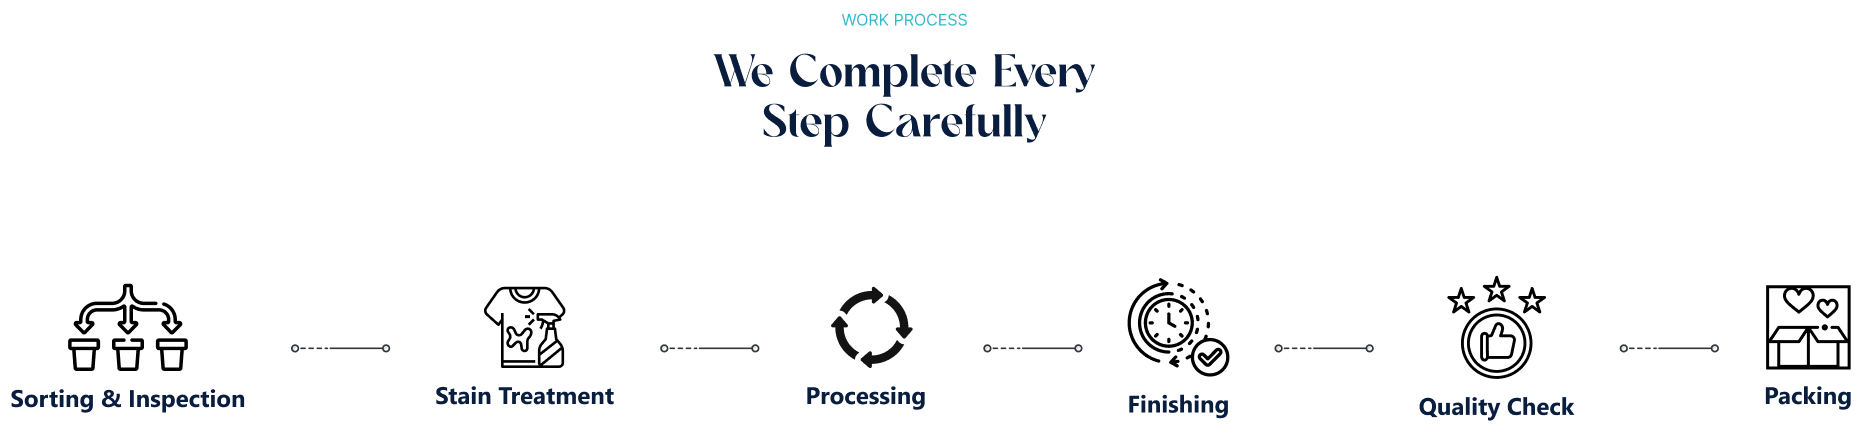 WORK PROCESS
We Complete Every
Step Carefully
Sorting & Inspection
Stain Treatment
Processing
Finishing
Quality Check
Packing